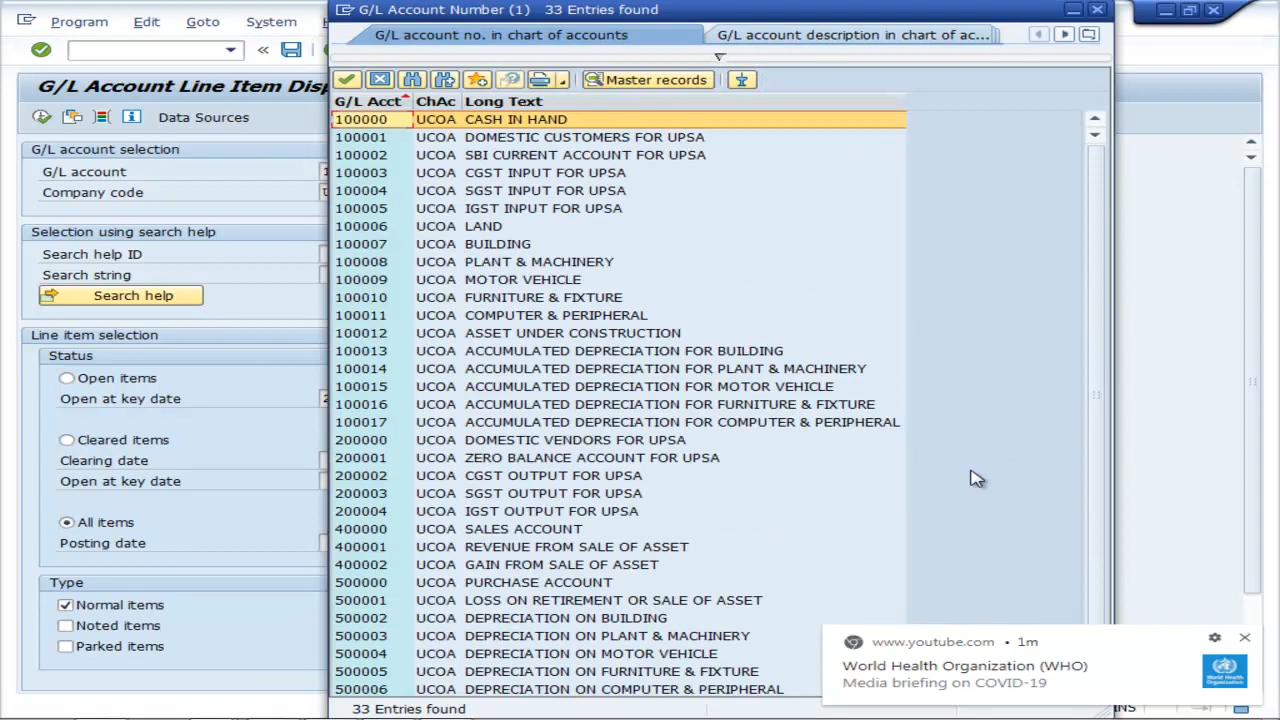 G/L Account Number (1) 33 Entries found
Program Edit Goto System
G/L account no. in chart of accounts
G/L account description in chart of ac...
G/L Account Line Item Disp
Master records
Data Sources
G/L Acct ChAc Long Text
100000 UCOA CASH IN HAND
100001 UCOA DOMESTIC CUSTOMERS FOR UPSA
100002 UCOA SBI CURRENT ACCOUNT FOR UPSA
100003 UCOA CGST INPUT FOR UPSA
100004 UCOA SGST INPUT FOR UPSA
100005 UCOA IGST INPUT FOR UPSA
100006 UCOA LAND
100007 UCOA BUILDING
100008 UCOA PLANT & MACHINERY
100009 UCOA MOTOR VEHICLE
100010 UCOA FURNITURE & FIXTURE
100011 UCOA COMPUTER & PERIPHERAL
100012 UCOA ASSET UNDER CONSTRUCTION
100013 UCOA ACCUMULATED DEPRECIATION FOR BUILDING
100014 UCOA ACCUMULATED DEPRECIATION FOR PLANT & MACHINERY
100015 UCOA ACCUMULATED DEPRECIATION FOR MOTOR VEHICLE
100016 UCOA ACCUMULATED DEPRECIATION FOR FURNITURE & FIXTURE
100017 UCOA ACCUMULATED DEPRECIATION FOR COMPUTER & PERIPHERAL
200000 UCOA DOMESTIC VENDORS FOR UPSA
200001 UCOA ZERO BALANCE ACCOUNT FOR UPSA
200002 UCOA CGST OUTPUT FOR UPSA
200003 UCOA SGST OUTPUT FOR UPSA
200004 UCOA IGST OUTPUT FOR UPSA
400000 UCOA SALES ACCOUNT
400001 UCOA REVENUE FROM SALE OF ASSET
400002 UCOA GAIN FROM SALE OF ASSET
500000 UCOA PURCHASE ACCOUNT
500001 UCOA LOSS ON RETIREMENT OR SALE OF ASSET
500002 UCOA DEPRECIATION ON BUILDING
500003 UCOA DEPRECIATION ON PLANT & MACHINERY
500004 UCOA DEPRECIATION ON MOTOR VEHICLE
500005 UCOA DEPRECIATION ON FURNITURE & FIXTURE
500006 UCOA DEPRECIATION ON COMPUTER & PERIPHERAL
33 Entries found
G/L account selection
G/L account
Company code
Selection using search help
Search help ID
Search string
Search help
Line item selection
Status
Open items
Open at key date 2
Cleared items
Clearing date
Open at key date
All items
Posting date
Type
Normal items
Noted items
Parked items
www.youtube.com • 1m
World Health Organization (WHO)
Media briefing on COVID-19
INS